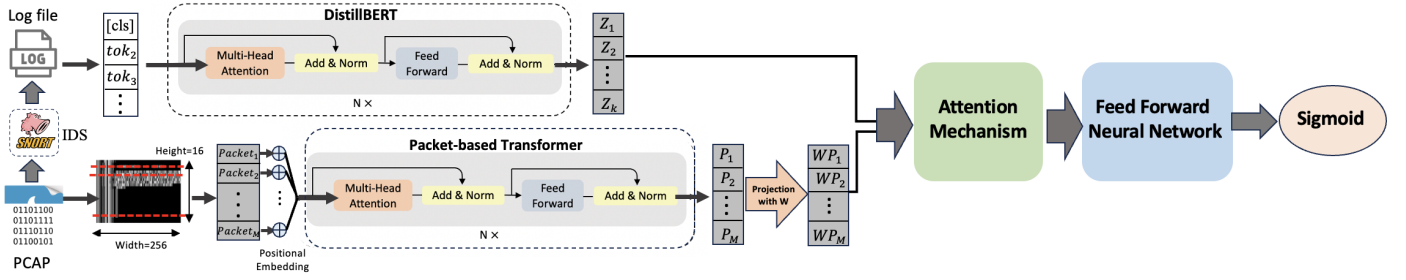 Log file
LOG
SNORT
IDS
PCAP
01101100
01101111
01110110
01100101
[cls]
tok2
tok3
⋮
DistillBERT
Multi-Head
Attention
Add & Norm
Feed
Forward
Add & Norm
N ×
Z1
Z2
⋮
Zk
Height=16
Width=256
Packet1
Packet2
⋮
PacketM
⋮
Positional
Embedding
Packet-based Transformer
Multi-Head
Attention
Add & Norm
Feed
Forward
Add & Norm
N ×
P1
P2
⋮
PM
Projection
with W
WP1
WP2
⋮
WPM
Attention
Mechanism
Feed Forward
Neural Network
Sigmoid